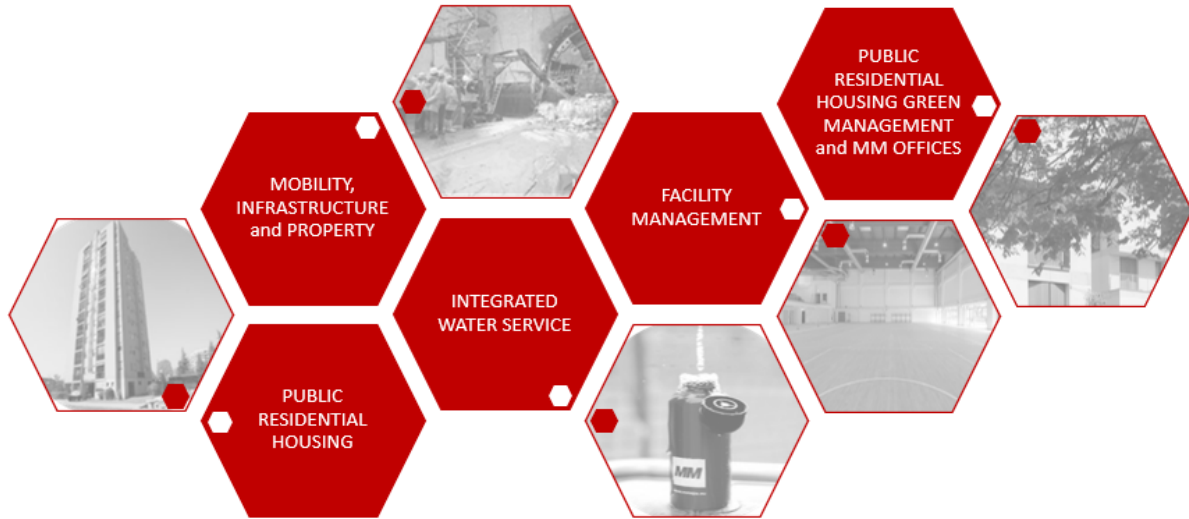 PUBLIC
RESIDENTIAL
HOUSING GREEN
MANAGEMENT
and MM OFFICES
MOBILITY,
INFRASTRUCTURE
and PROPERTY
FACILITY
MANAGEMENT
INTEGRATED
WATER SERVICE
PUBLIC
RESIDENTIAL
HOUSING
MM